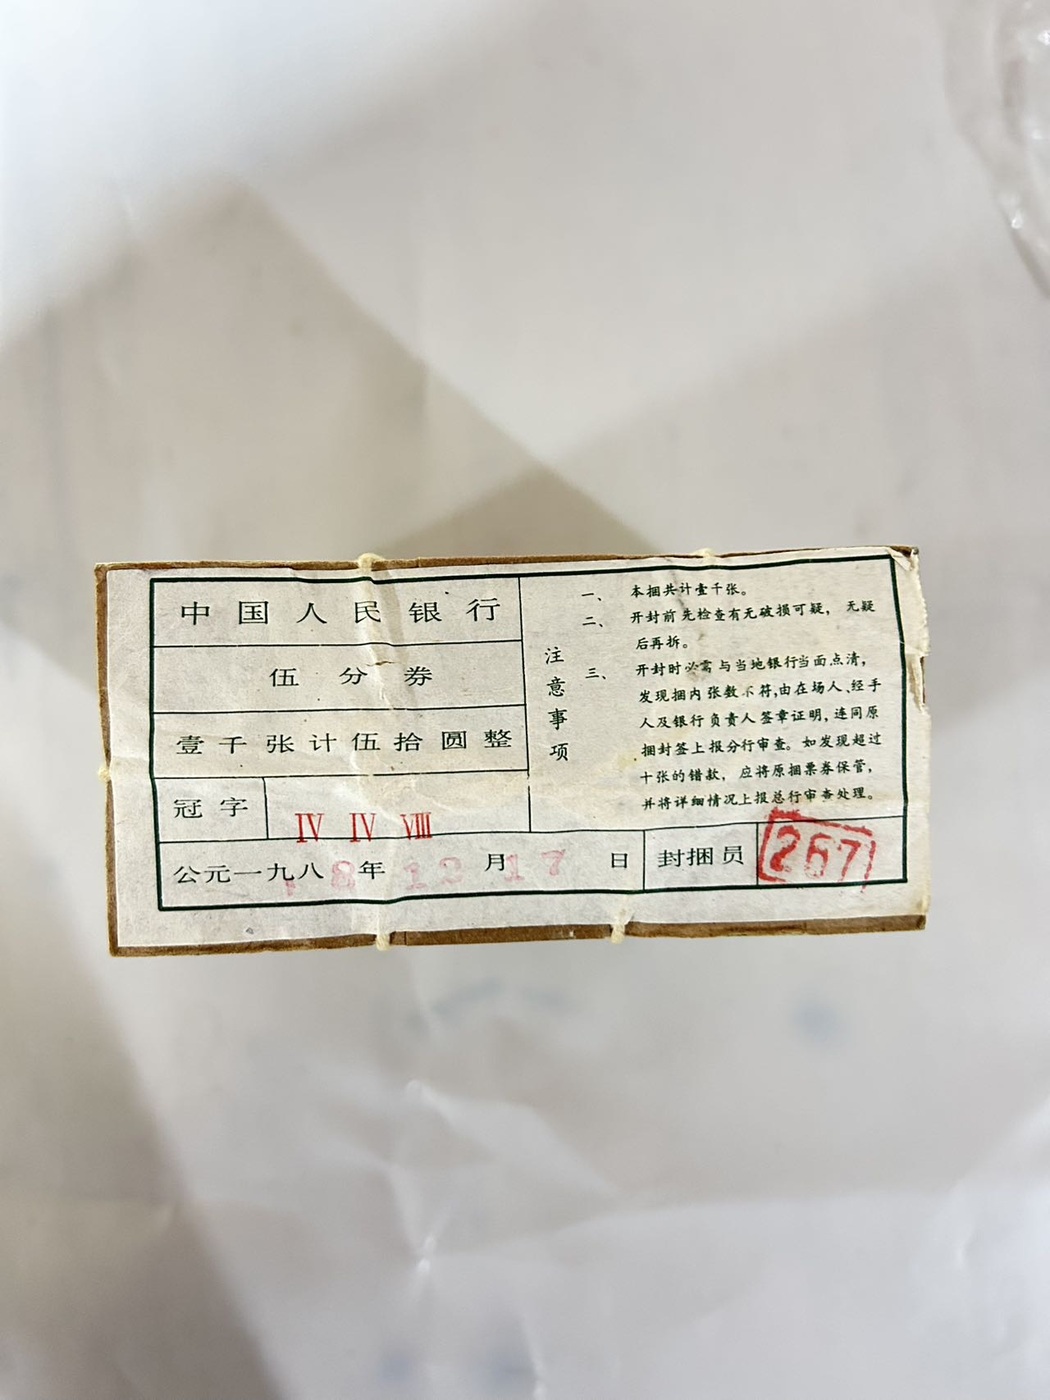 中国人民银行
伍分券
壹千张计伍拾圆整
冠字 Ⅳ Ⅳ Ⅷ
公元一九八 8 年 12 月 17 日
封捆员 267
注意事项
一、本捆共计壹千张。
二、开封前先检查有无破损可疑，无疑
后再拆。
三、开封时必需与当地银行当面点清，
发现捆内张数不符,由在场人、经手
人及银行负责人签章证明，连同原
捆封签上报分行审查。如发现超过
十张的错款，应将原捆票券保管，
并将详细情况上报总行审查处理。